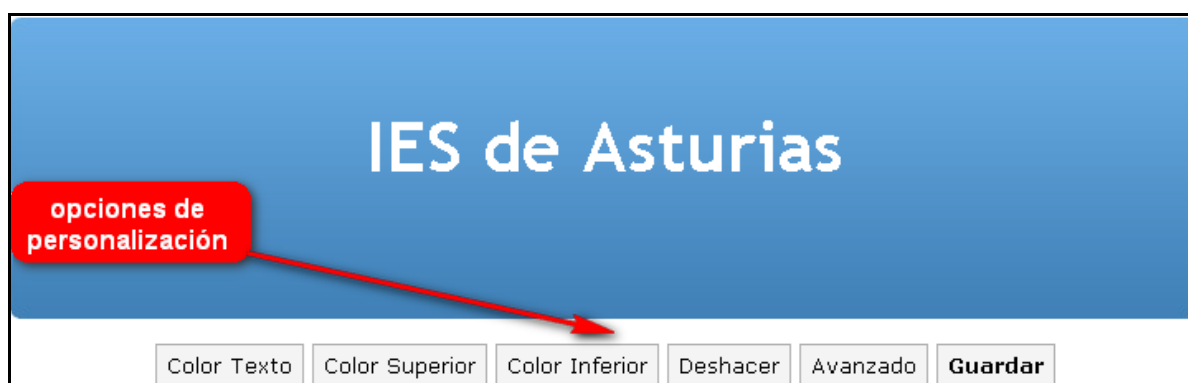 IES de Asturias
opciones de
personalización
Color Texto Color Superior Color Inferior Deshacer Avanzado Guardar